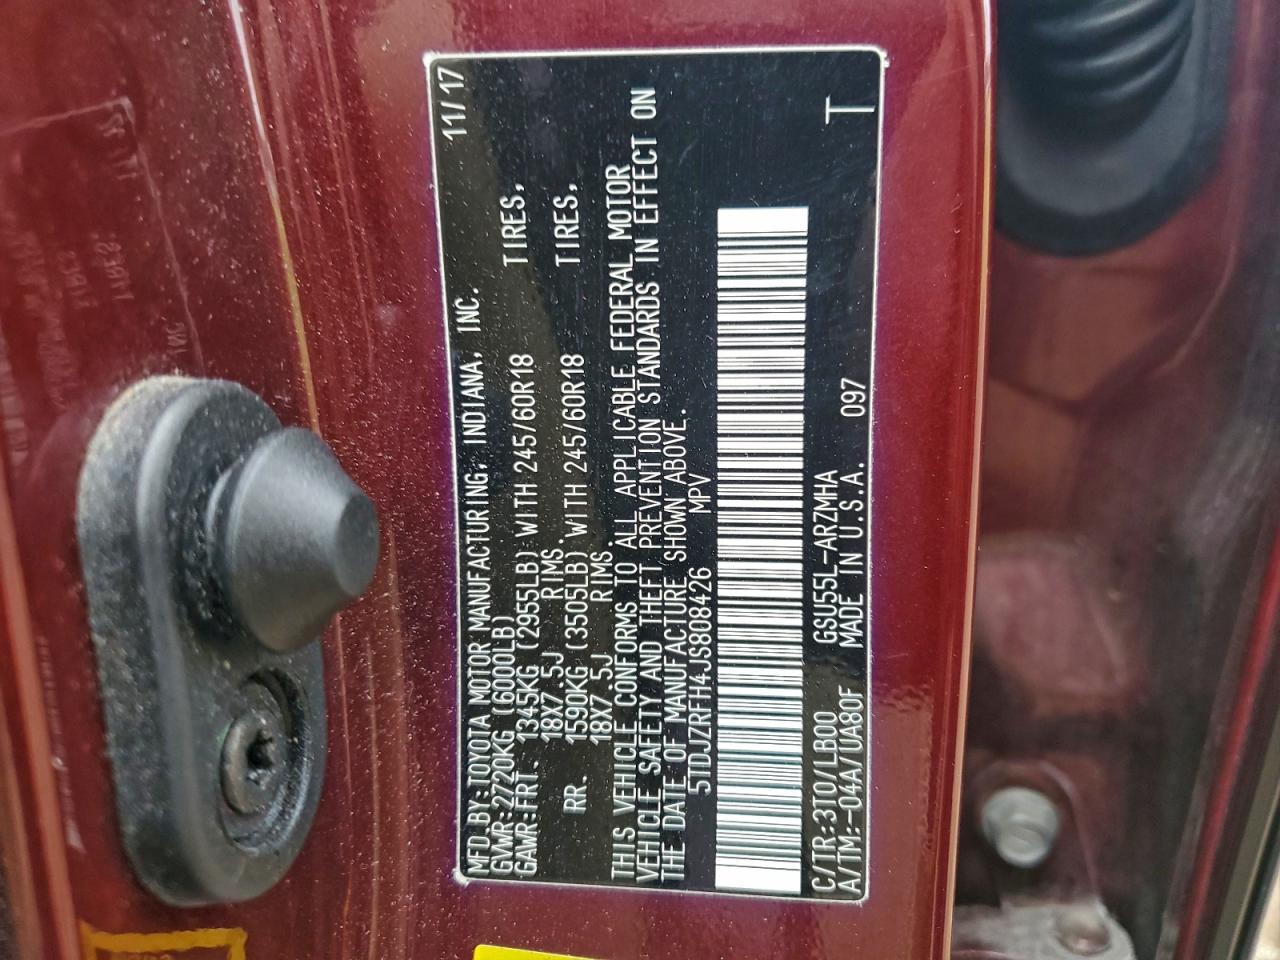 MFD.BY:TOYOTA MOTOR MANUFACTURING, INDIANA, INC. 11/17
GVWR:2720KG (6000LB)
GAWR:FRT. 1345KG (2955LB) WITH 245/60R18 TIRES,
18X7.5J RIMS
RR. 1590KG (3505LB) WITH 245/60R18 TIRES,
18X7.5J RIMS.
THIS VEHICLE CONFORMS TO ALL APPLICABLE FEDERAL MOTOR
VEHICLE SAFETY AND THEFT PREVENTION STANDARDS IN EFFECT ON
THE DATE OF MANUFACTURE SHOWN ABOVE.
5TDJZRFH4JS808426 MPV
C/TR:3T0/LB00 GSU55L-ARZMHA
A/TM:-04A/UA80F MADE IN U.S.A. 097 T